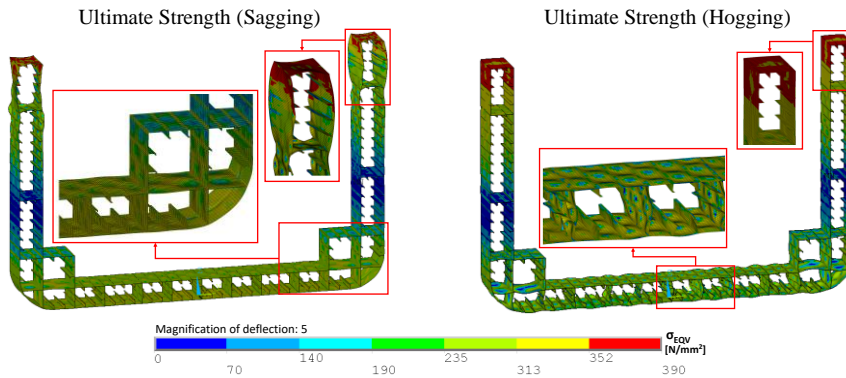 Ultimate Strength (Sagging)
Ultimate Strength (Hogging)
Magnification of deflection: 5
σEQV
[N/mm²]
0 140 235 352
70 190 313 390